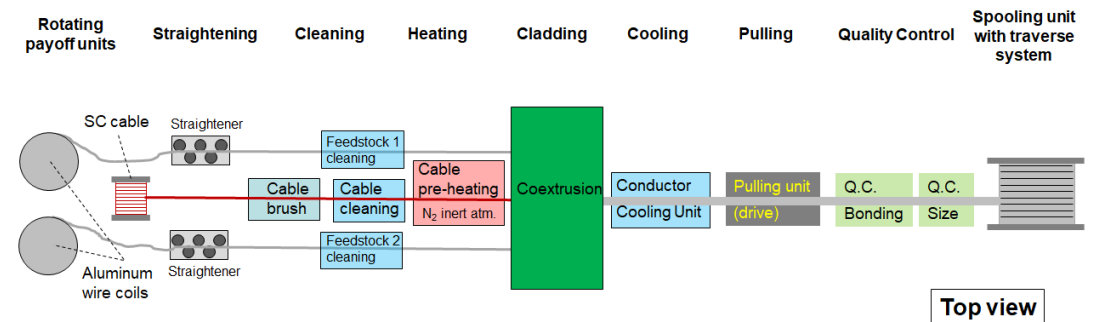 Rotating
payoff units
Straightening
Cleaning
Heating
Cladding
Cooling
Pulling
Quality Control
Spooling unit
with traverse
system
SC cable
Straightener
Feedstock 1
cleaning
Cable
brush
Cable
cleaning
Cable
pre-heating
N₂ inert atm.
Coextrusion
Conductor
Cooling Unit
Pulling unit
(drive)
Q.C.
Bonding
Q.C.
Size
Feedstock 2
cleaning
Straightener
Aluminum
wire coils
Top view